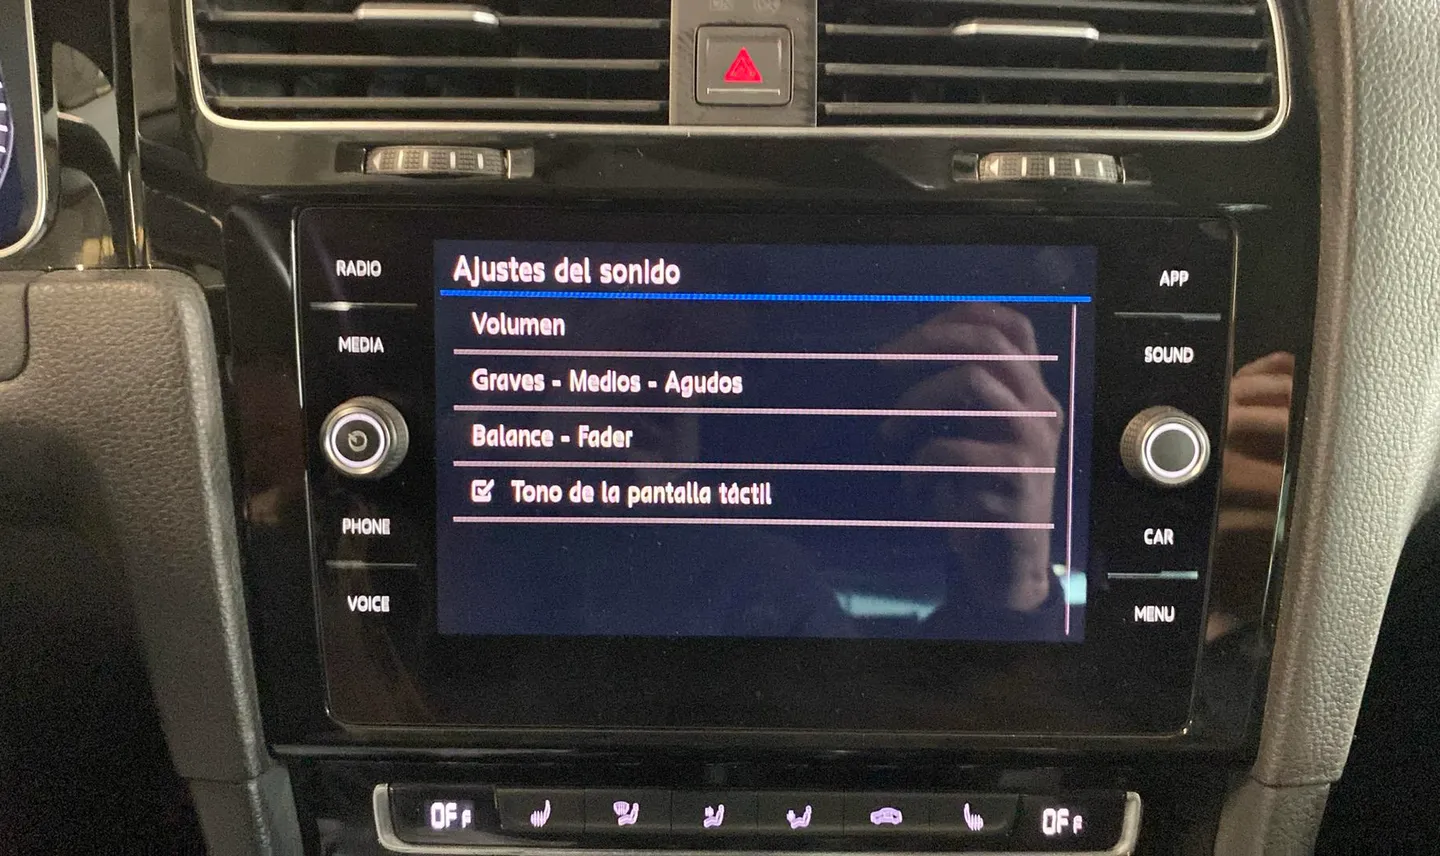 RADIO
MEDIA
PHONE
VOICE
Ajustes del sonido
Volumen
Graves - Medios - Agudos
Balance - Fader
Tono de la pantalla táctil
APP
SOUND
CAR
MENU
OFF
OFF